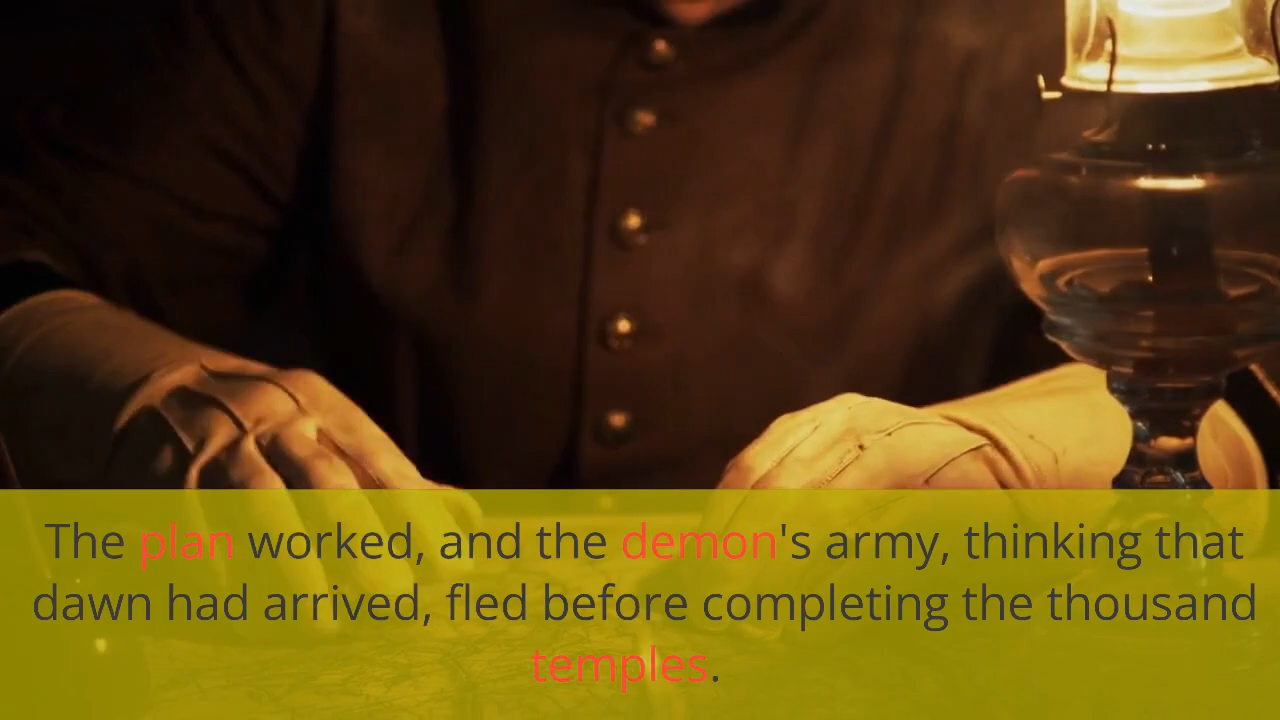 The plan worked, and the demon's army, thinking that
dawn had arrived, fled before completing the thousand
temples.